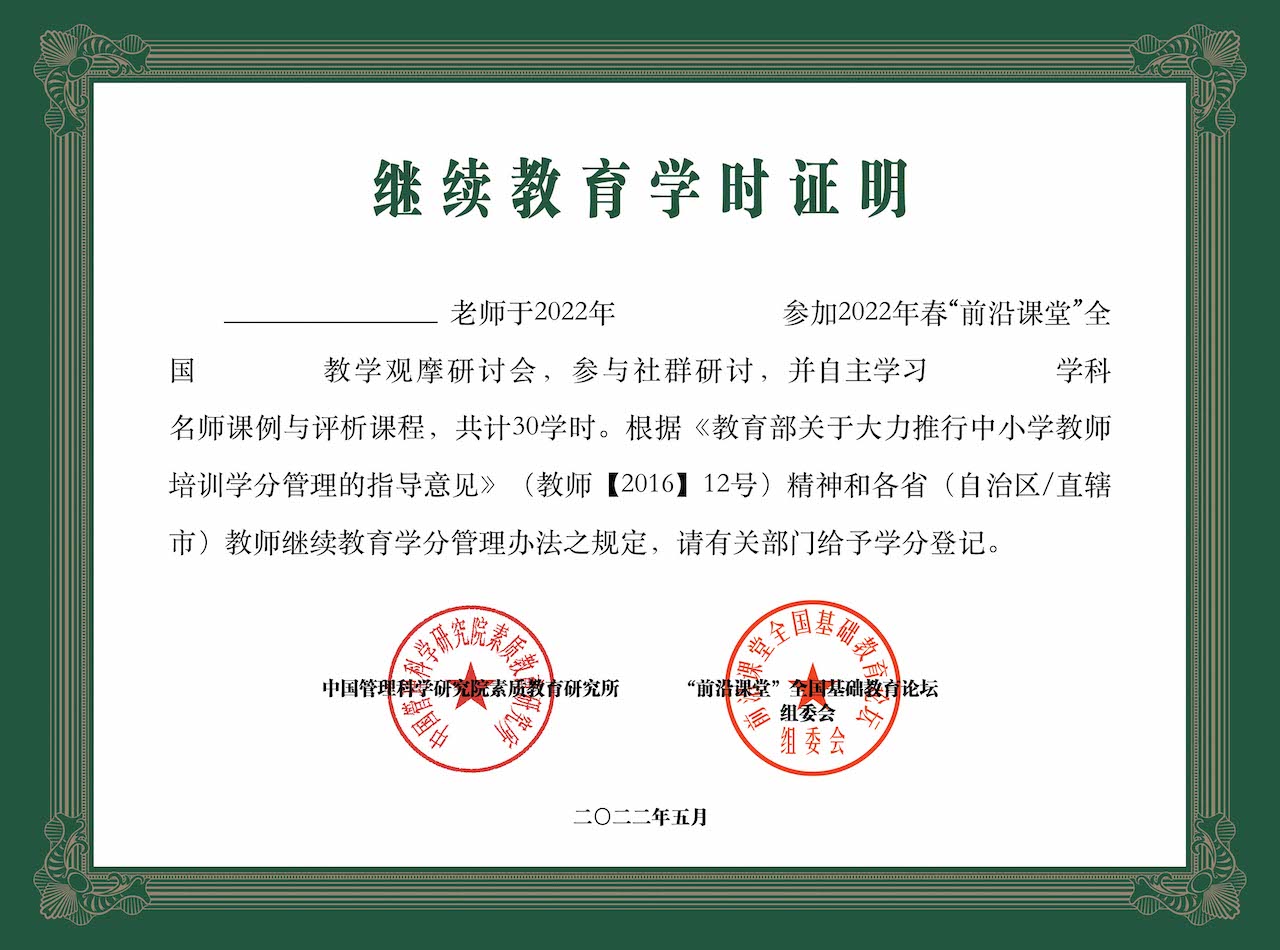 继续教育学时证明
老师于2022年 参加2022年春“前沿课堂”全
国 教学观摩研讨会，参与社群研讨，并自主学习 学科
名师课例与评析课程，共计30学时。根据《教育部关于大力推行中小学教师
培训学分管理的指导意见》（教师【2016】12号）精神和各省（自治区/直辖
市）教师继续教育学分管理办法之规定，请有关部门给予学分登记。
中国管理科学研究院素质教育研究所
中国管理科学研究院素质教育研究所
“前沿课堂”全国基础教育论坛
组委会
前沿课堂全国基础教育论坛
组委会
二〇二二年五月